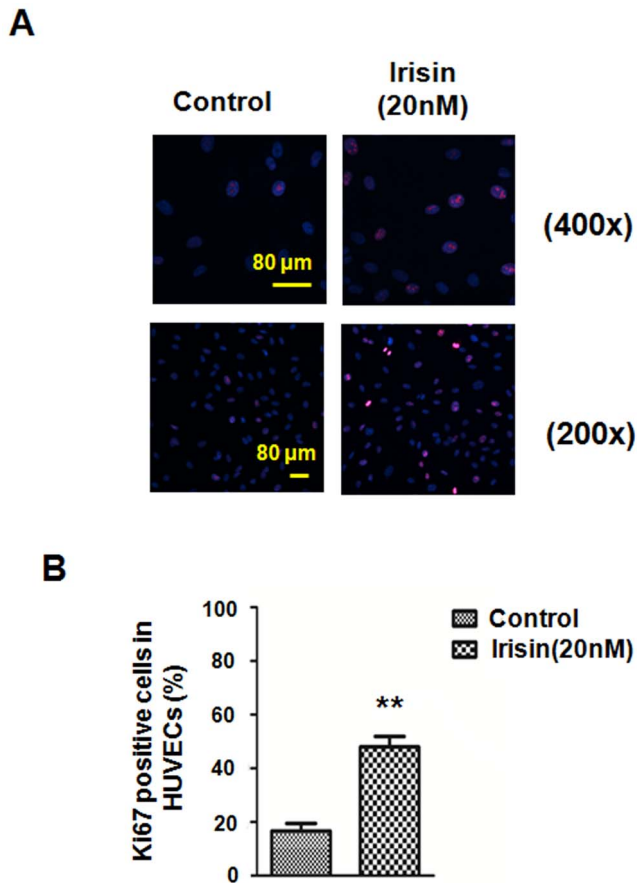 A
Control
Irisin
(20nM)
(400x)
80 µm
(200x)
80 µm
B
Ki67 positive cells in
HUVECs (%)
100
80
60
40
20
0
**
Control
Irisin(20nM)